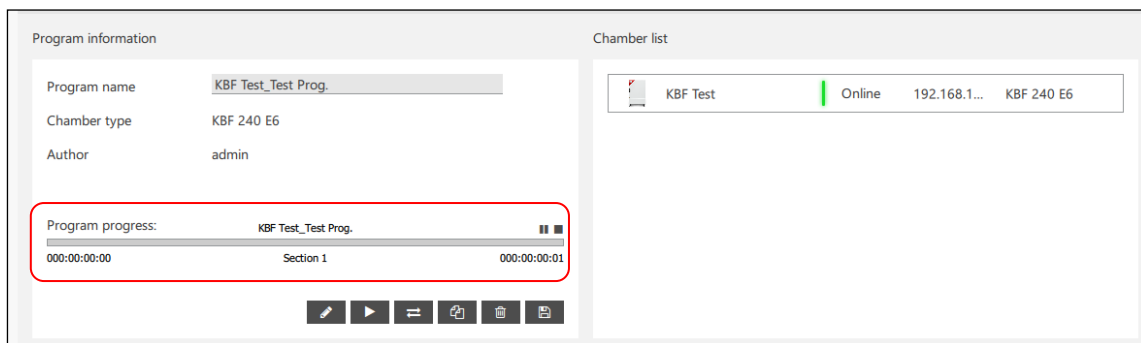 Program information
Program name KBF Test_Test Prog.
Chamber type KBF 240 E6
Author admin
Program progress: KBF Test_Test Prog.
000:00:00:00 Section 1 000:00:00:01
Chamber list
KBF Test Online 192.168.1... KBF 240 E6